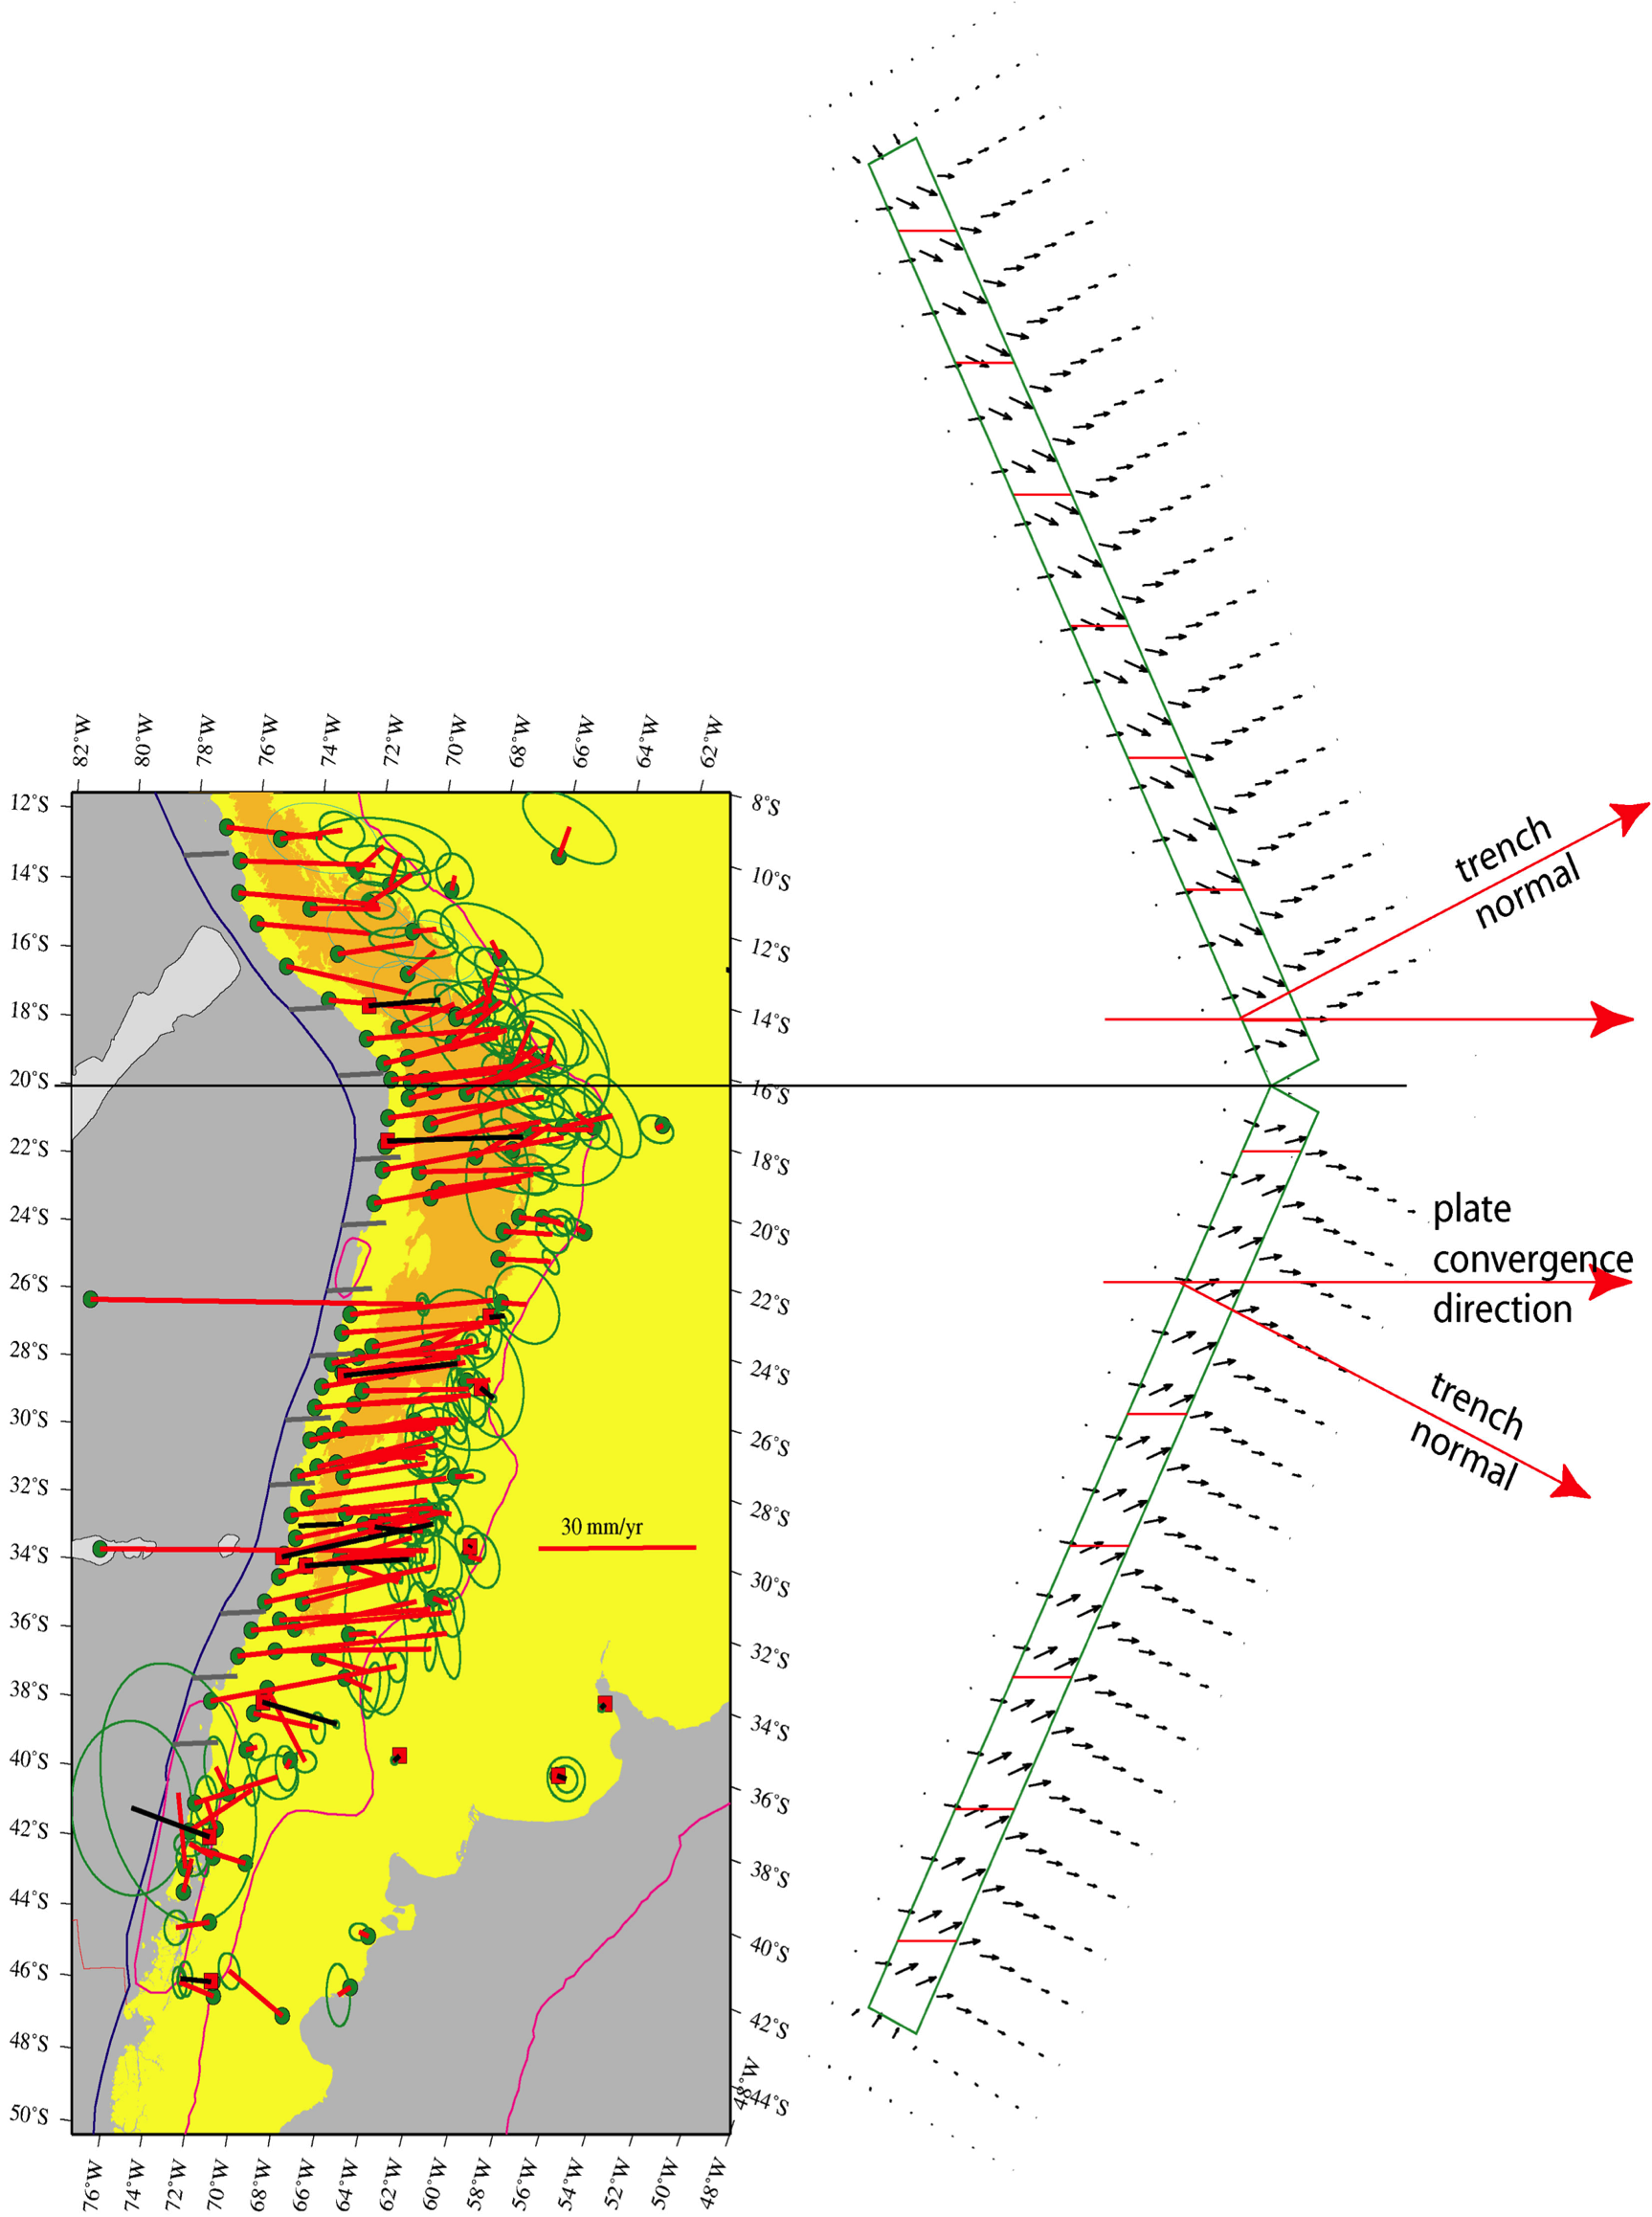 82°W 80°W 78°W 76°W 74°W 72°W 70°W 68°W 66°W 64°W 62°W
12°S
14°S
16°S
18°S
20°S
22°S
24°S
26°S
28°S
30°S
32°S
34°S
36°S
38°S
40°S
42°S
44°S
46°S
48°S
50°S
8°S
10°S
12°S
14°S
16°S
18°S
20°S
22°S
24°S
26°S
28°S
30°S
32°S
34°S
36°S
38°S
40°S
42°S
48°W
44°S
30 mm/yr
76°W 74°W 72°W 70°W 68°W 66°W 64°W 62°W 60°W 58°W 56°W 54°W 52°W 50°W 48°W
trench
normal
plate
convergence
direction
trench
normal